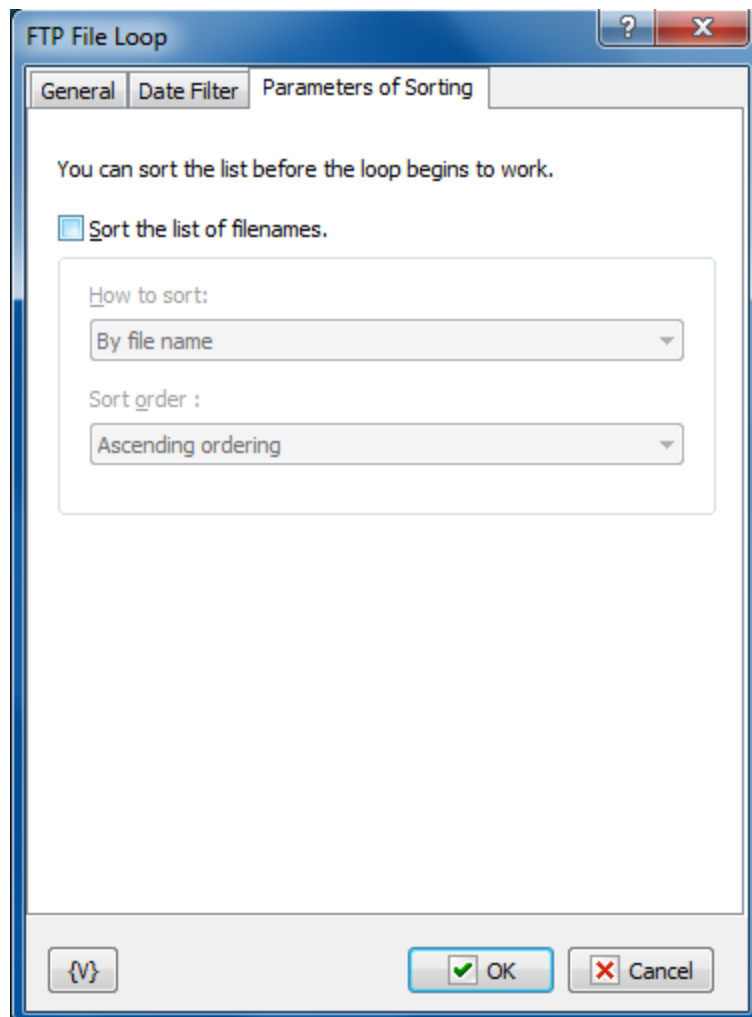 FTP File Loop
?
General Date Filter Parameters of Sorting
You can sort the list before the loop begins to work.
Sort the list of filenames.
How to sort:
By file name
Sort order :
Ascending ordering
{V} OK Cancel